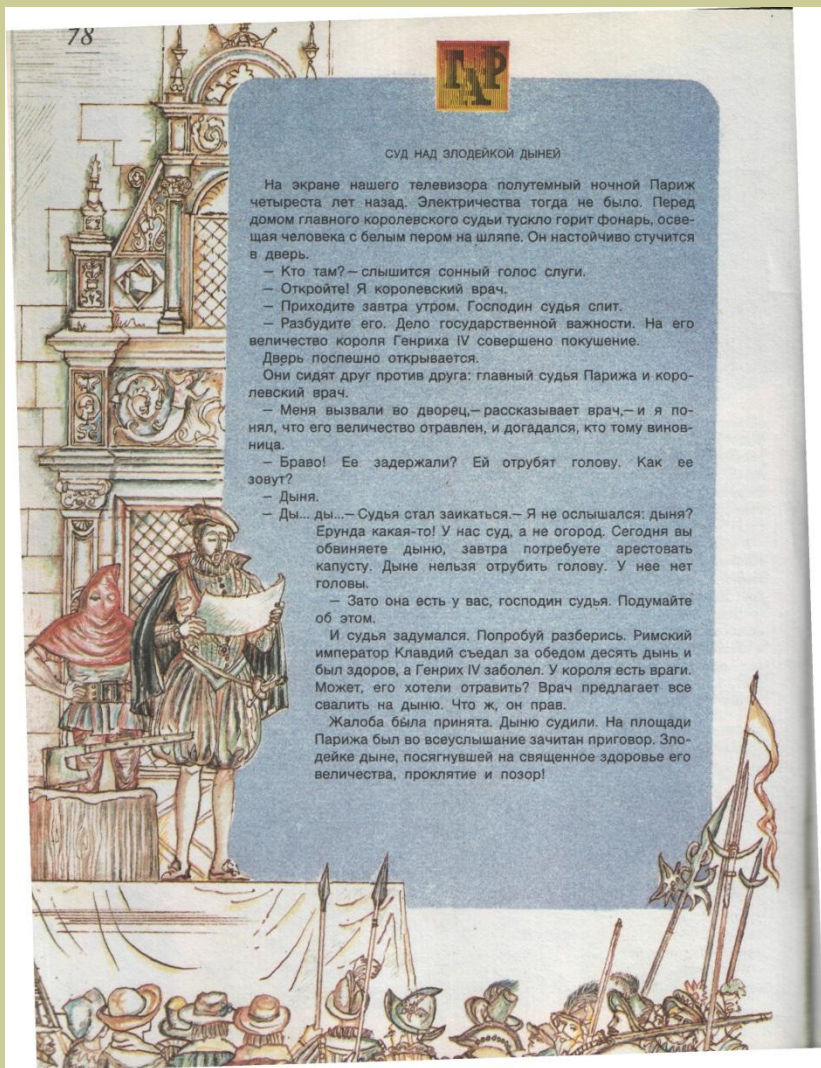 78
ГАР
СУД НАД ЗЛОДЕЙКОЙ ДЫНЕЙ
На экране нашего телевизора полутемный ночной Париж
четыреста лет назад. Электричества тогда не было. Перед
домом главного королевского судьи тускло горит фонарь, осве-
щая человека с белым пером на шляпе. Он настойчиво стучится
в дверь.
— Кто там?— слышится сонный голос слуги.
— Откройте! Я королевский врач.
— Приходите завтра утром. Господин судья спит.
— Разбудите его. Дело государственной важности. На его
величество короля Генриха IV совершено покушение.
Дверь поспешно открывается.
Они сидят друг против друга: главный судья Парижа и коро-
левский врач.
— Меня вызвали во дворец,— рассказывает врач,— и я по-
нял, что его величество отравлен, и догадался, кто тому винов-
ница.
— Браво! Ее задержали? Ей отрубят голову. Как ее
зовут?
— Дыня.
— Ды... ды...— Судья стал заикаться.— Я не ослышался: дыня?
Ерунда какая-то! У нас суд, а не огород. Сегодня вы
обвиняете дыню, завтра потребуете арестовать
капусту. Дыне нельзя отрубить голову. У нее нет
головы.
— Зато она есть у вас, господин судья. Подумайте
об этом.
И судья задумался. Попробуй разберись. Римский
император Клавдий съедал за обедом десять дынь и
был здоров, а Генрих IV заболел. У короля есть враги.
Может, его хотели отравить? Врач предлагает все
свалить на дыню. Что ж, он прав.
Жалоба была принята. Дыню судили. На площади
Парижа был во всеуслышание зачитан приговор. Зло-
дейке дыне, посягнувшей на священное здоровье его
величества, проклятие и позор!